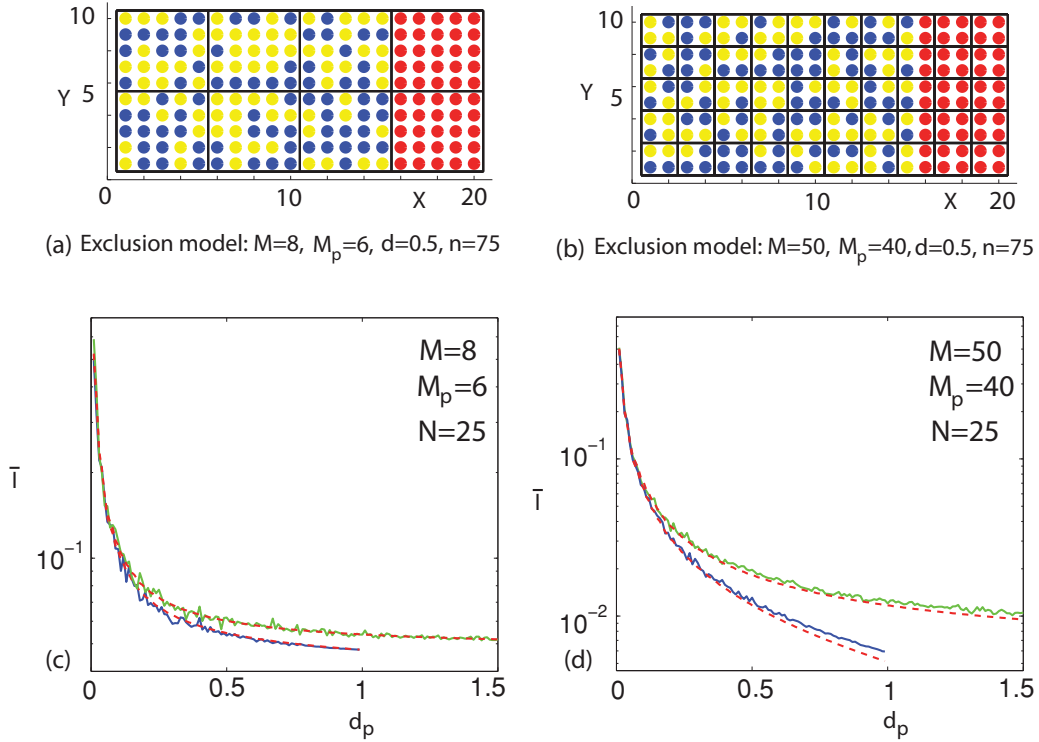 10
Y
5
0
10
X
20
(a) Exclusion model: M=8, M_p=6, d=0.5, n=75
10
Y
5
0
10
X
20
(b) Exclusion model: M=50, M_p=40, d=0.5, n=75
M=8
M_p=6
N=25
Ī
10^-1
(c)
0
0.5
1
1.5
d_p
M=50
M_p=40
N=25
10^-1
Ī
10^-2
(d)
0
0.5
1
1.5
d_p